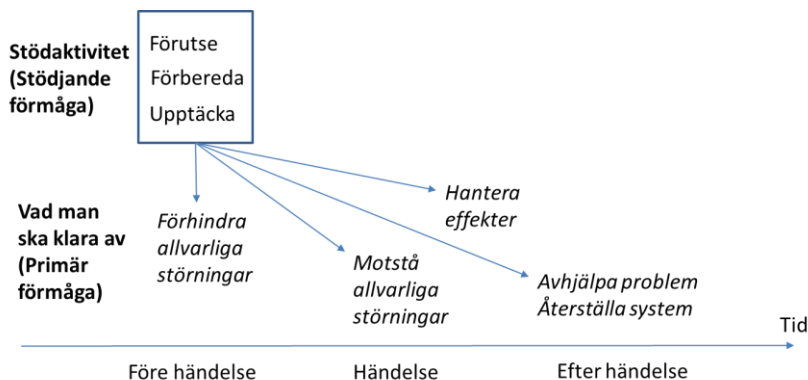 Stödaktivitet
(Stödjande
förmåga)
Förutse
Förbereda
Upptäcka
Vad man
ska klara av
(Primär
förmåga)
Förhindra
allvarliga
störningar
Motstå
allvarliga
störningar
Hantera
effekter
Avhjälpa problem
Återställa system
Tid
Före händelse
Händelse
Efter händelse